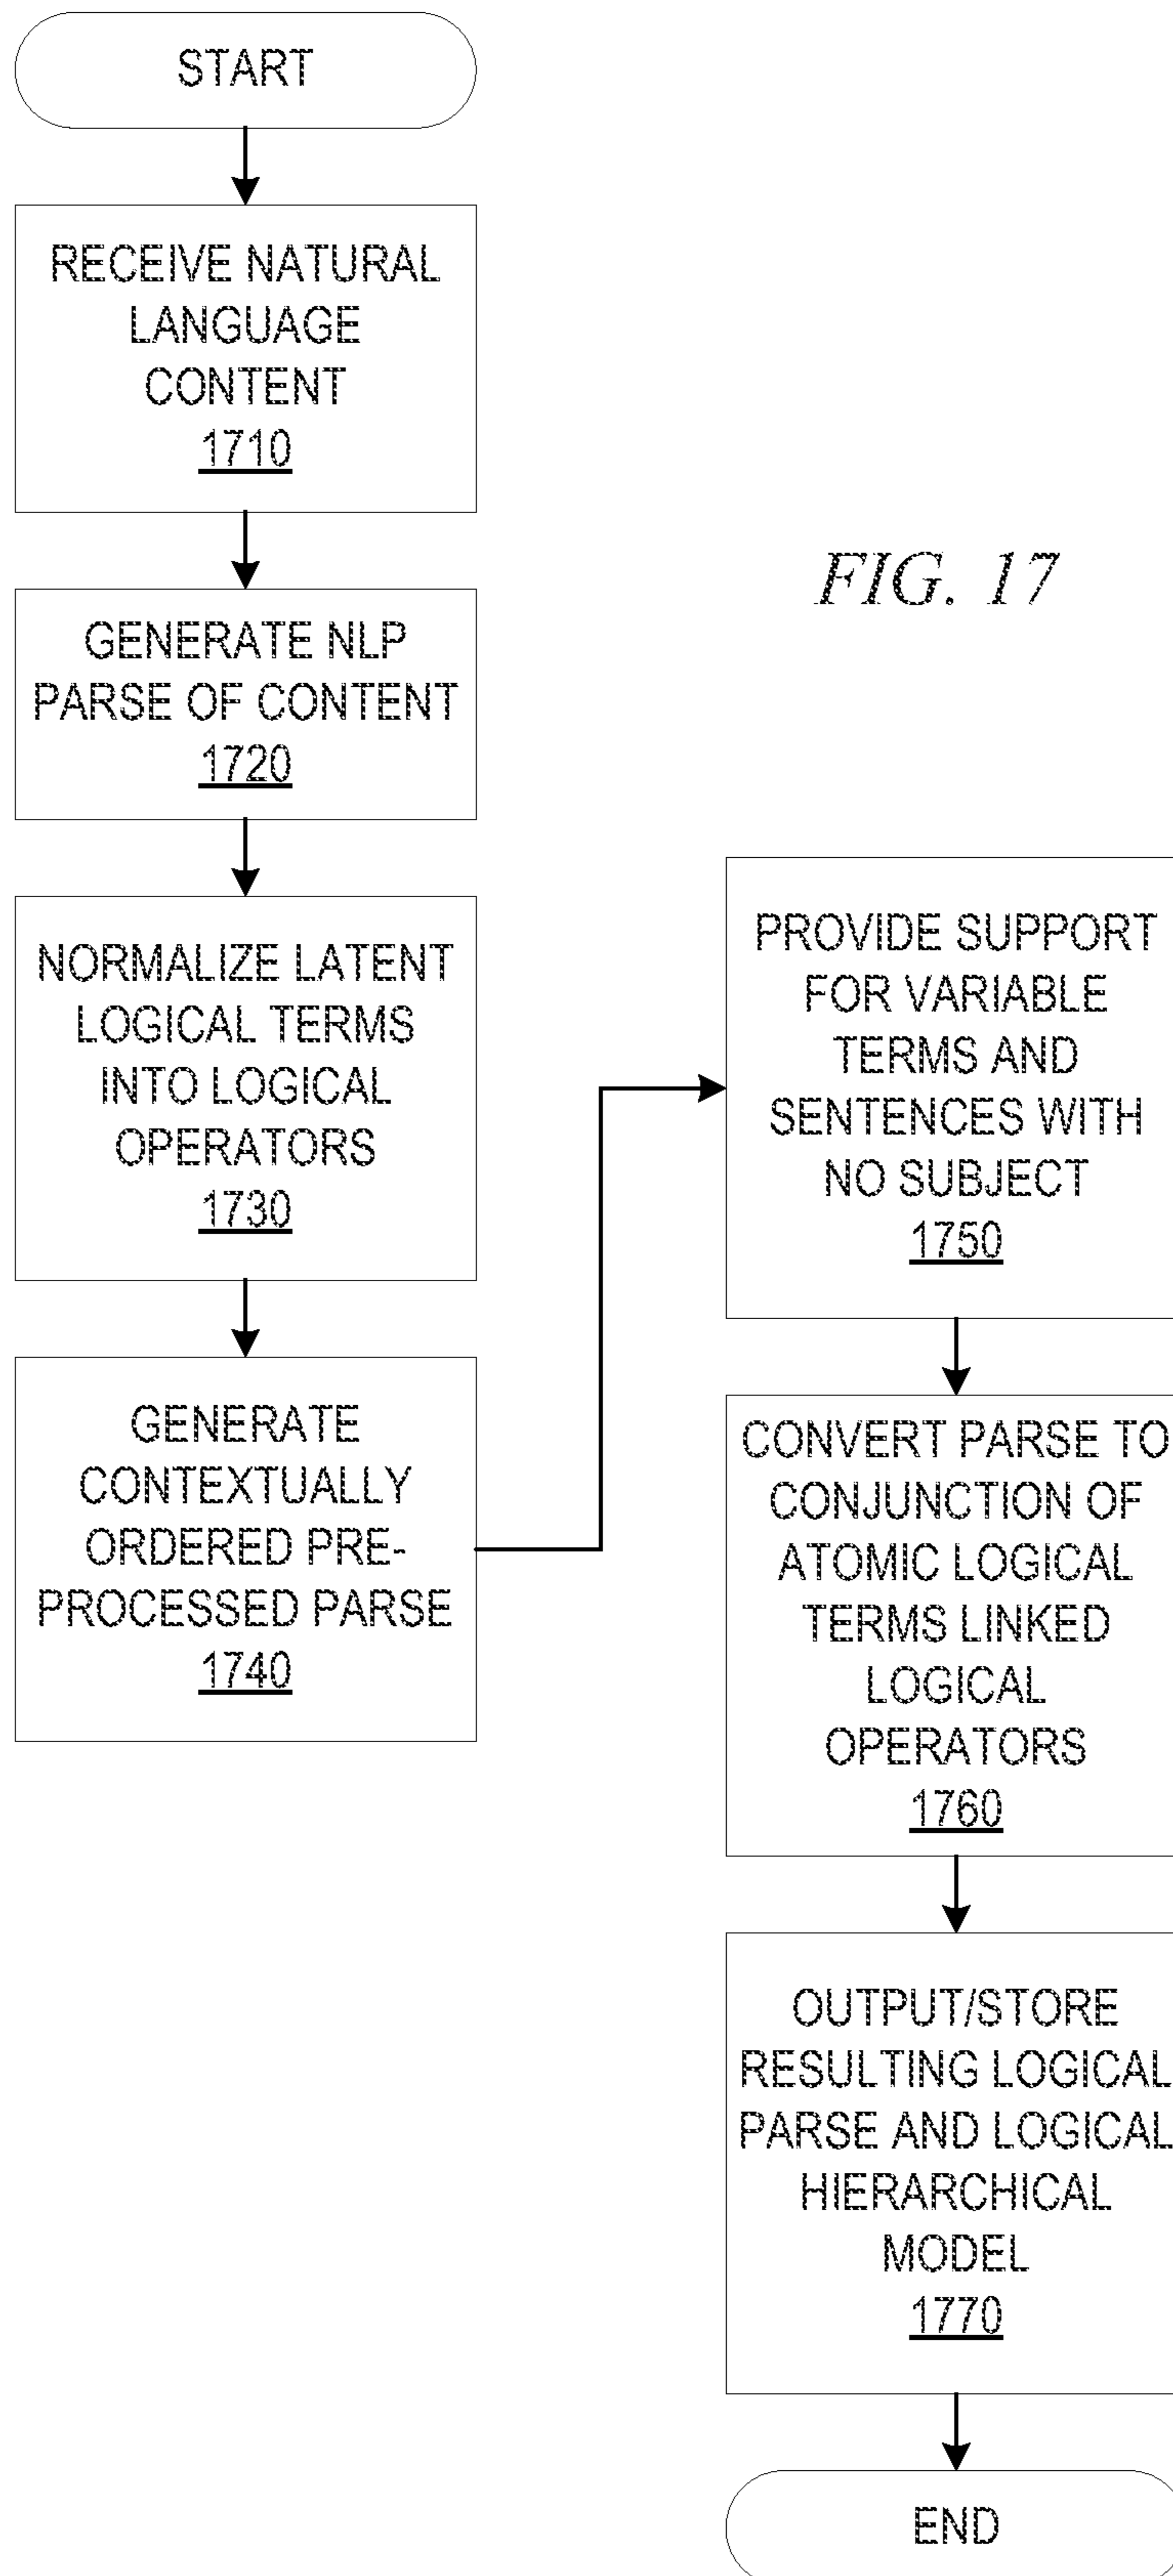 START
RECEIVE NATURAL
LANGUAGE
CONTENT
1710
GENERATE NLP
PARSE OF CONTENT
1720
NORMALIZE LATENT
LOGICAL TERMS
INTO LOGICAL
OPERATORS
1730
GENERATE
CONTEXTUALLY
ORDERED PRE-
PROCESSED PARSE
1740
FIG. 17
PROVIDE SUPPORT
FOR VARIABLE
TERMS AND
SENTENCES WITH
NO SUBJECT
1750
CONVERT PARSE TO
CONJUNCTION OF
ATOMIC LOGICAL
TERMS LINKED
LOGICAL
OPERATORS
1760
OUTPUT/STORE
RESULTING LOGICAL
PARSE AND LOGICAL
HIERARCHICAL
MODEL
1770
END